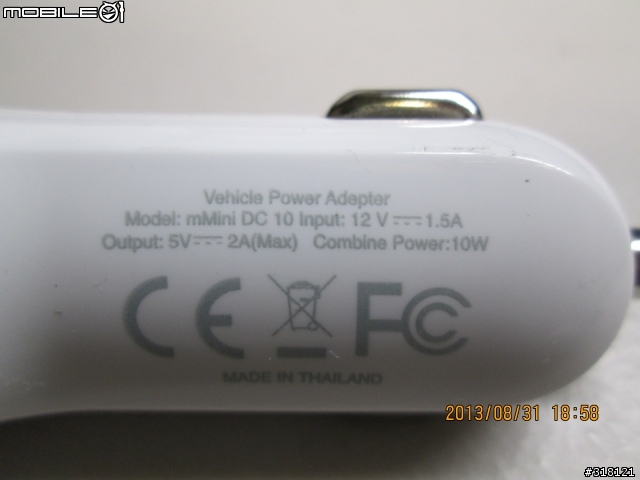 MOBILE01
Vehicle Power Adapter
Model: mMini DC 10 Input: 12 V⎓1.5A
Output: 5V⎓2A(Max) Combine Power:10W
CE FC
MADE IN THAILAND
2013/08/31 18:58
#318121